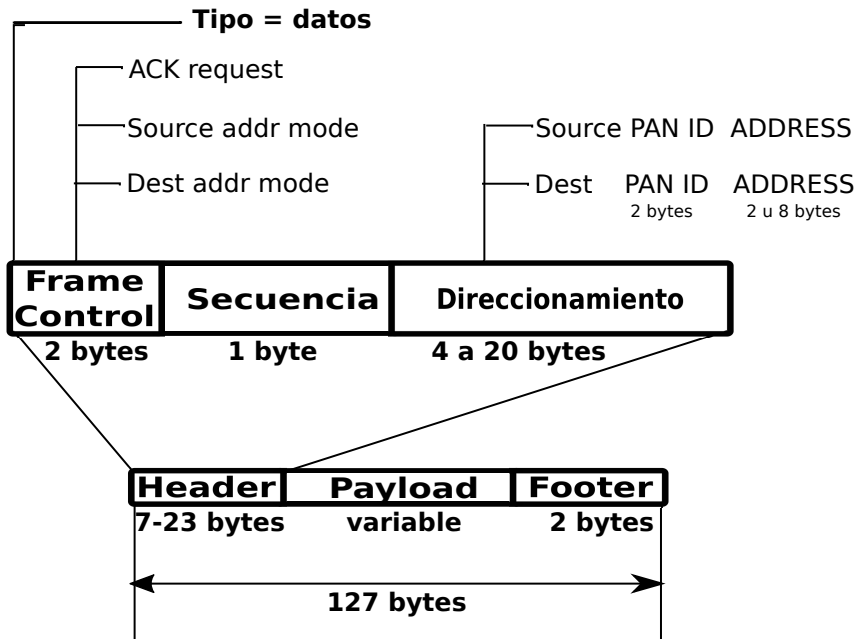 Tipo = datos
ACK request
Source addr mode
Source PAN ID ADDRESS
Dest addr mode
Dest PAN ID ADDRESS
2 bytes 2 u 8 bytes
Frame
Control
Secuencia
Direccionamiento
2 bytes
1 byte
4 a 20 bytes
Header
Payload
Footer
7-23 bytes
variable
2 bytes
127 bytes